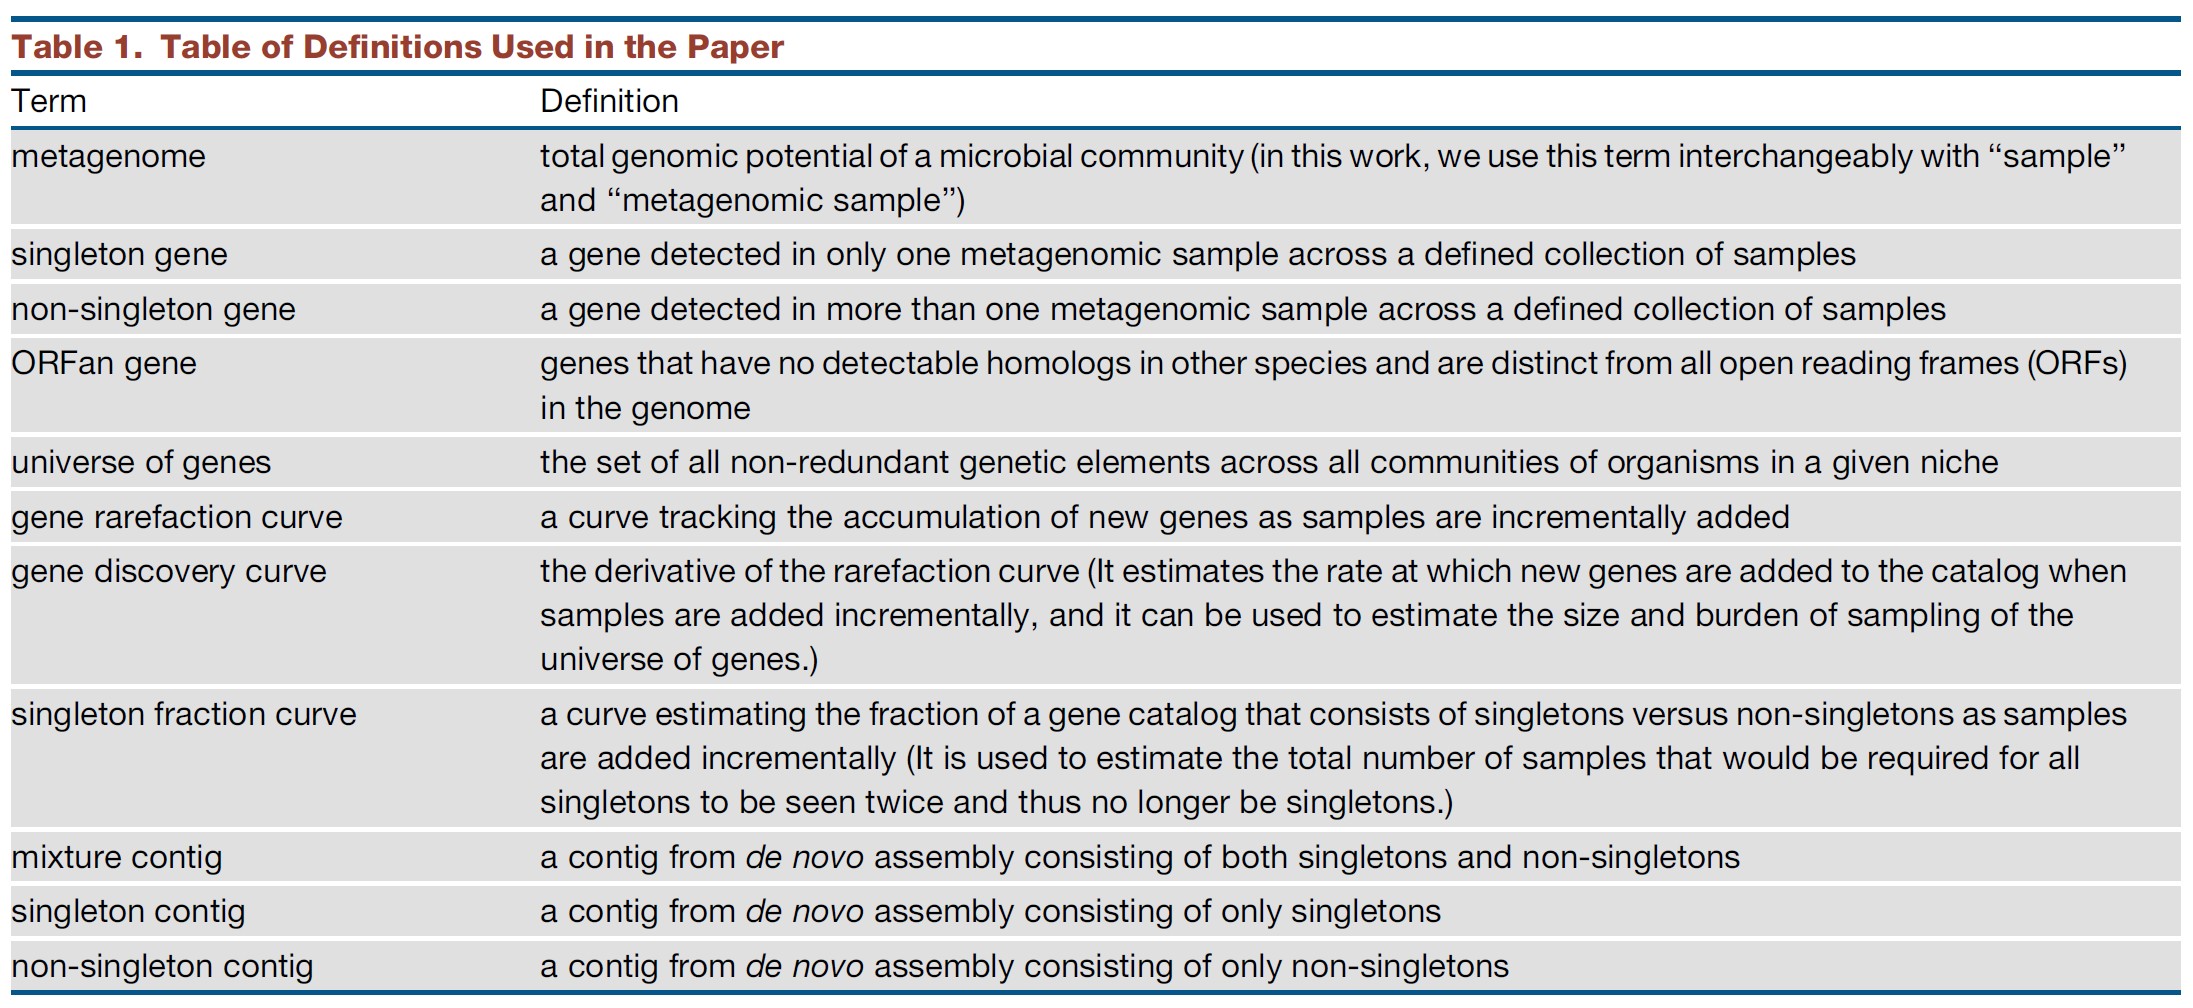 Table 1. Table of Definitions Used in the Paper
Term Definition
metagenome total genomic potential of a microbial community (in this work, we use this term interchangeably with “sample”
and “metagenomic sample”)
singleton gene a gene detected in only one metagenomic sample across a defined collection of samples
non-singleton gene a gene detected in more than one metagenomic sample across a defined collection of samples
ORFan gene genes that have no detectable homologs in other species and are distinct from all open reading frames (ORFs)
in the genome
universe of genes the set of all non-redundant genetic elements across all communities of organisms in a given niche
gene rarefaction curve a curve tracking the accumulation of new genes as samples are incrementally added
gene discovery curve the derivative of the rarefaction curve (It estimates the rate at which new genes are added to the catalog when
samples are added incrementally, and it can be used to estimate the size and burden of sampling of the
universe of genes.)
singleton fraction curve a curve estimating the fraction of a gene catalog that consists of singletons versus non-singletons as samples
are added incrementally (It is used to estimate the total number of samples that would be required for all
singletons to be seen twice and thus no longer be singletons.)
mixture contig a contig from de novo assembly consisting of both singletons and non-singletons
singleton contig a contig from de novo assembly consisting of only singletons
non-singleton contig a contig from de novo assembly consisting of only non-singletons